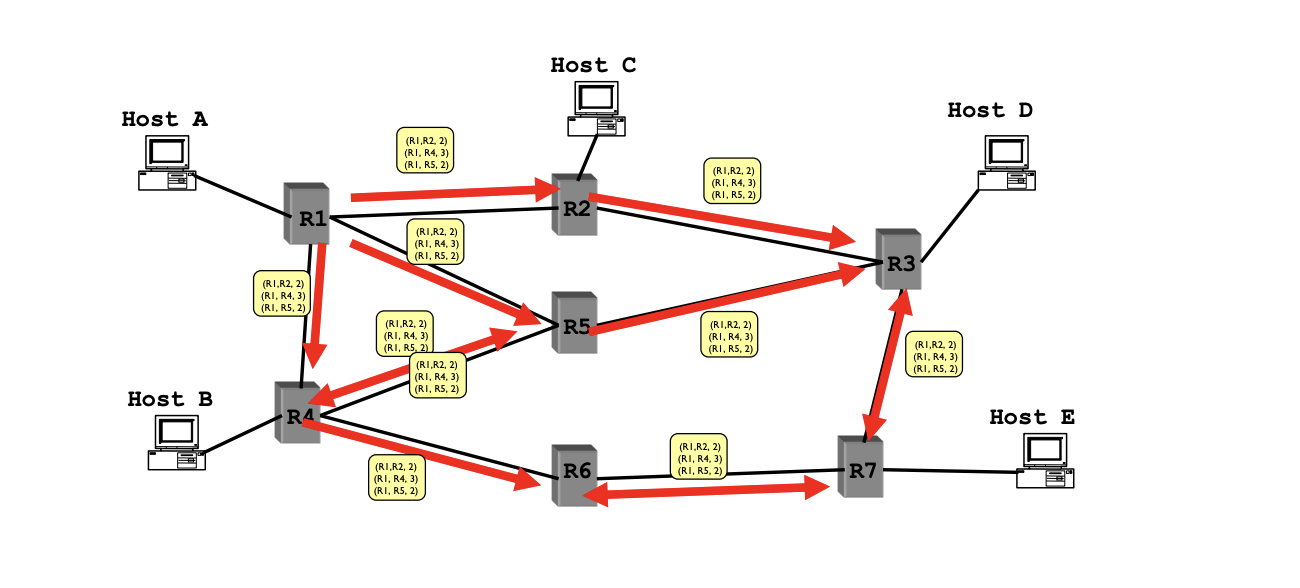 Host C
Host D
Host A
(R1,R2, 2)
(R1, R4, 3)
(R1, R5, 2)
(R1,R2, 2)
(R1, R4, 3)
(R1, R5, 2)
R1
R2
(R1,R2, 2)
(R1, R4, 3)
(R1, R5, 2)
R3
(R1,R2, 2)
(R1, R4, 3)
(R1, R5, 2)
(R1,R2, 2)
(R1, R4, 3)
(R1, R5, 2)
R5
(R1,R2, 2)
(R1, R4, 3)
(R1, R5, 2)
(R1,R2, 2)
(R1, R4, 3)
(R1, R5, 2)
(R1,R2, 2)
(R1, R4, 3)
(R1, R5, 2)
Host B
R4
Host E
(R1,R2, 2)
(R1, R4, 3)
(R1, R5, 2)
R6
(R1,R2, 2)
(R1, R4, 3)
(R1, R5, 2)
R7